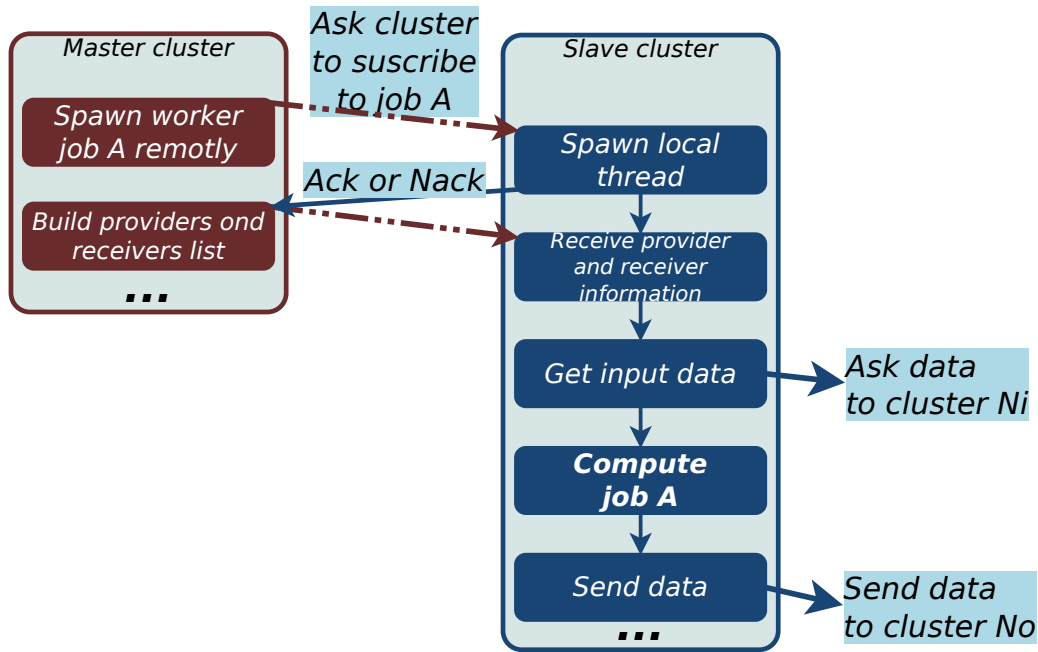 Master cluster
Spawn worker
job A remotly
Build providers ond
receivers list
...
Ask cluster
to suscribe
to job A
Ack or Nack
Slave cluster
Spawn local
thread
Receive provider
and receiver
information
Get input data
Compute
job A
Send data
...
Ask data
to cluster Ni
Send data
to cluster No